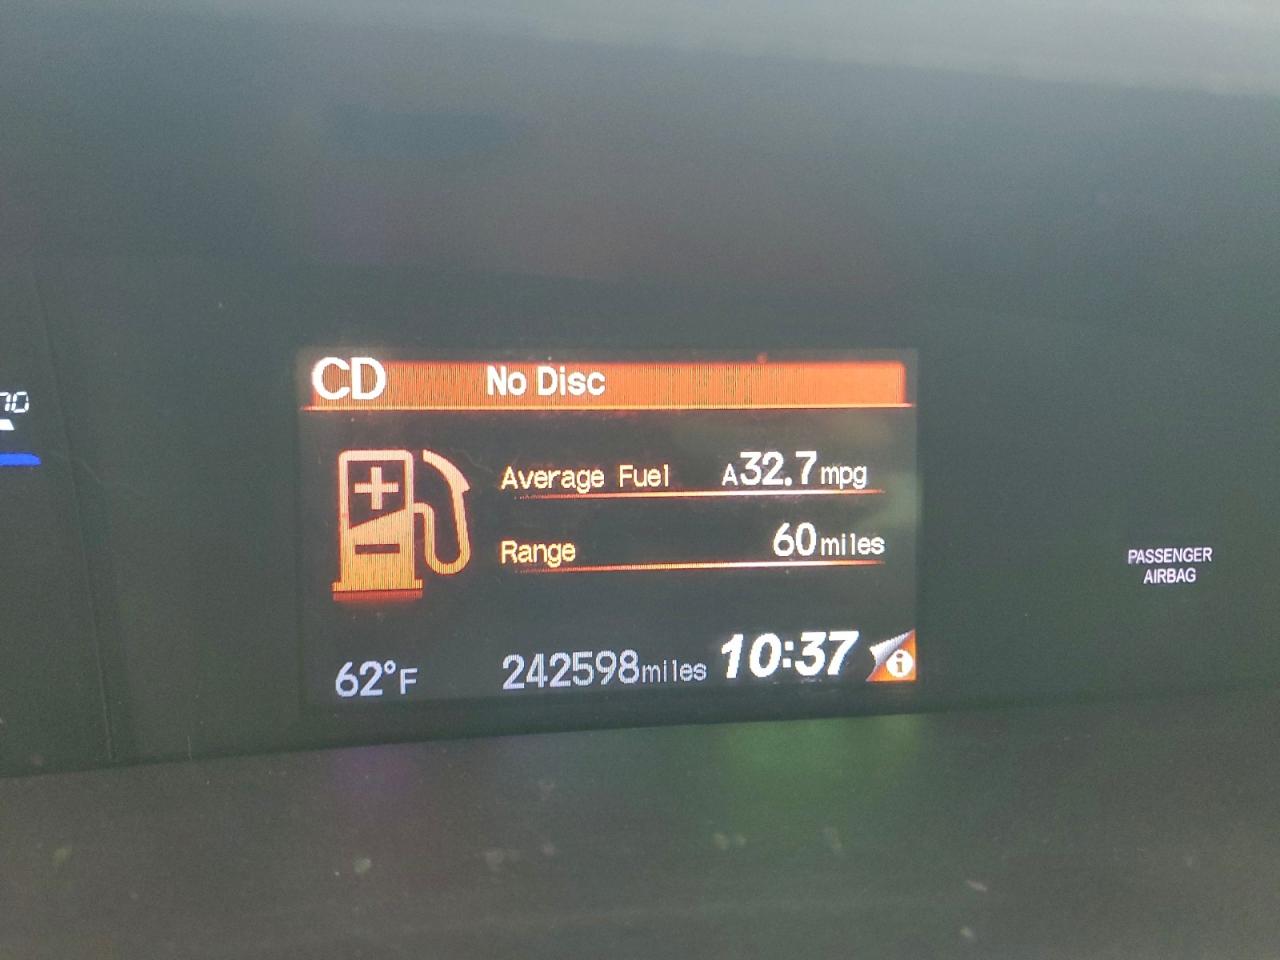 CD No Disc
Average Fuel A32.7mpg
Range 60miles
62°F 242598miles 10:37
PASSENGER
AIRBAG